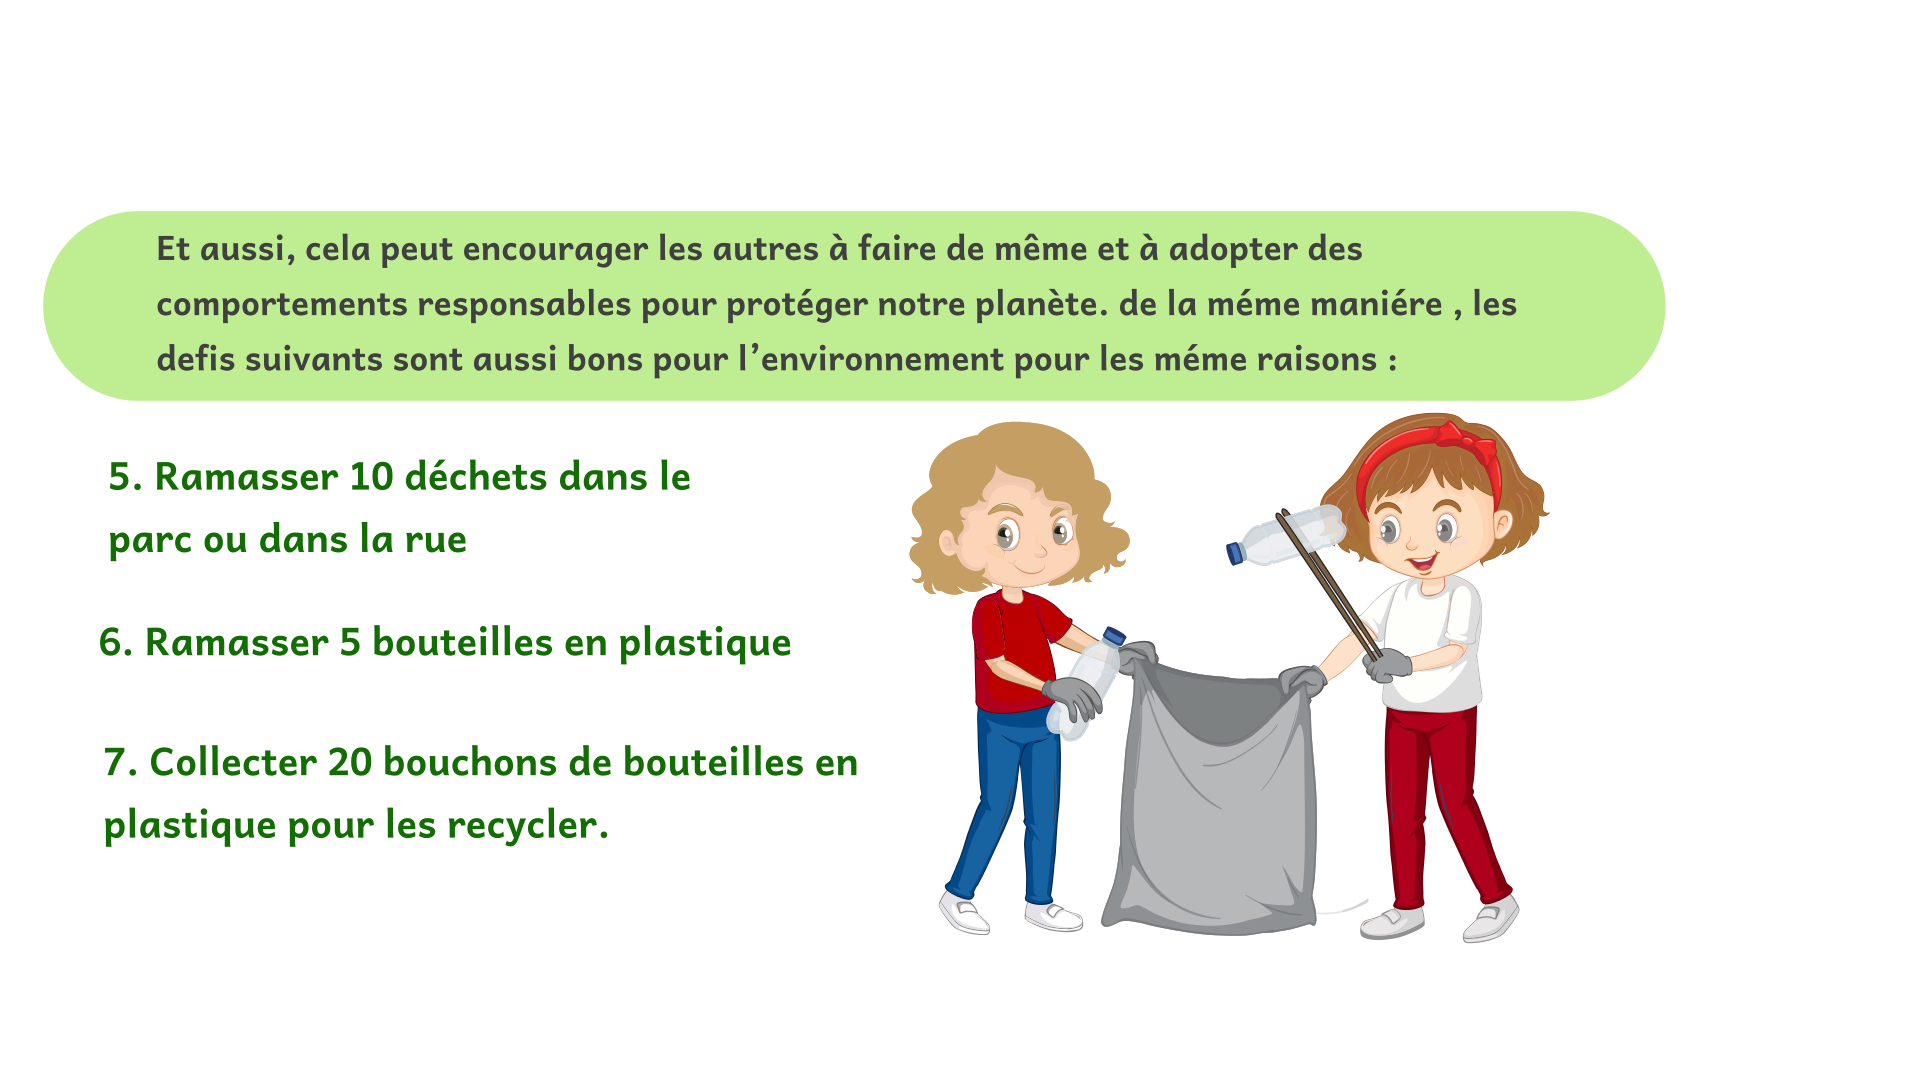 Et aussi, cela peut encourager les autres à faire de même et à adopter des
comportements responsables pour protéger notre planète. de la méme maniére , les
defis suivants sont aussi bons pour l’environnement pour les méme raisons :
5. Ramasser 10 déchets dans le
parc ou dans la rue
6. Ramasser 5 bouteilles en plastique
7. Collecter 20 bouchons de bouteilles en
plastique pour les recycler.